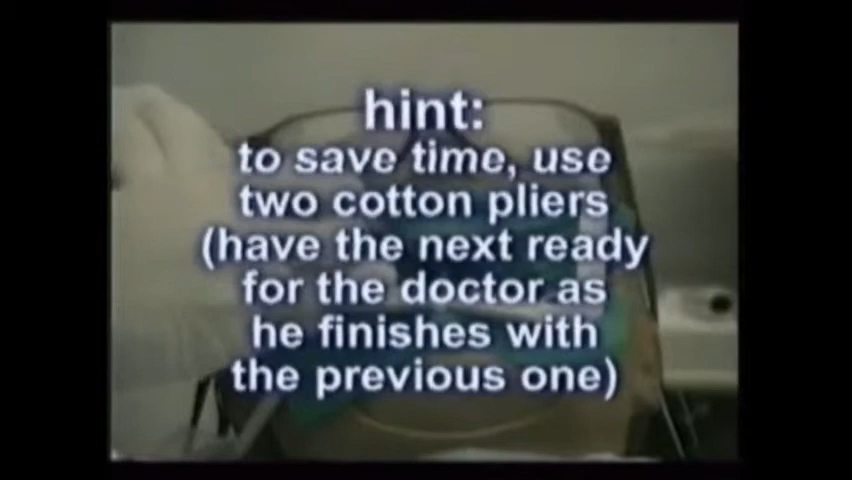 hint:
to save time, use
two cotton pliers
(have the next ready
for the doctor as
he finishes with
the previous one)